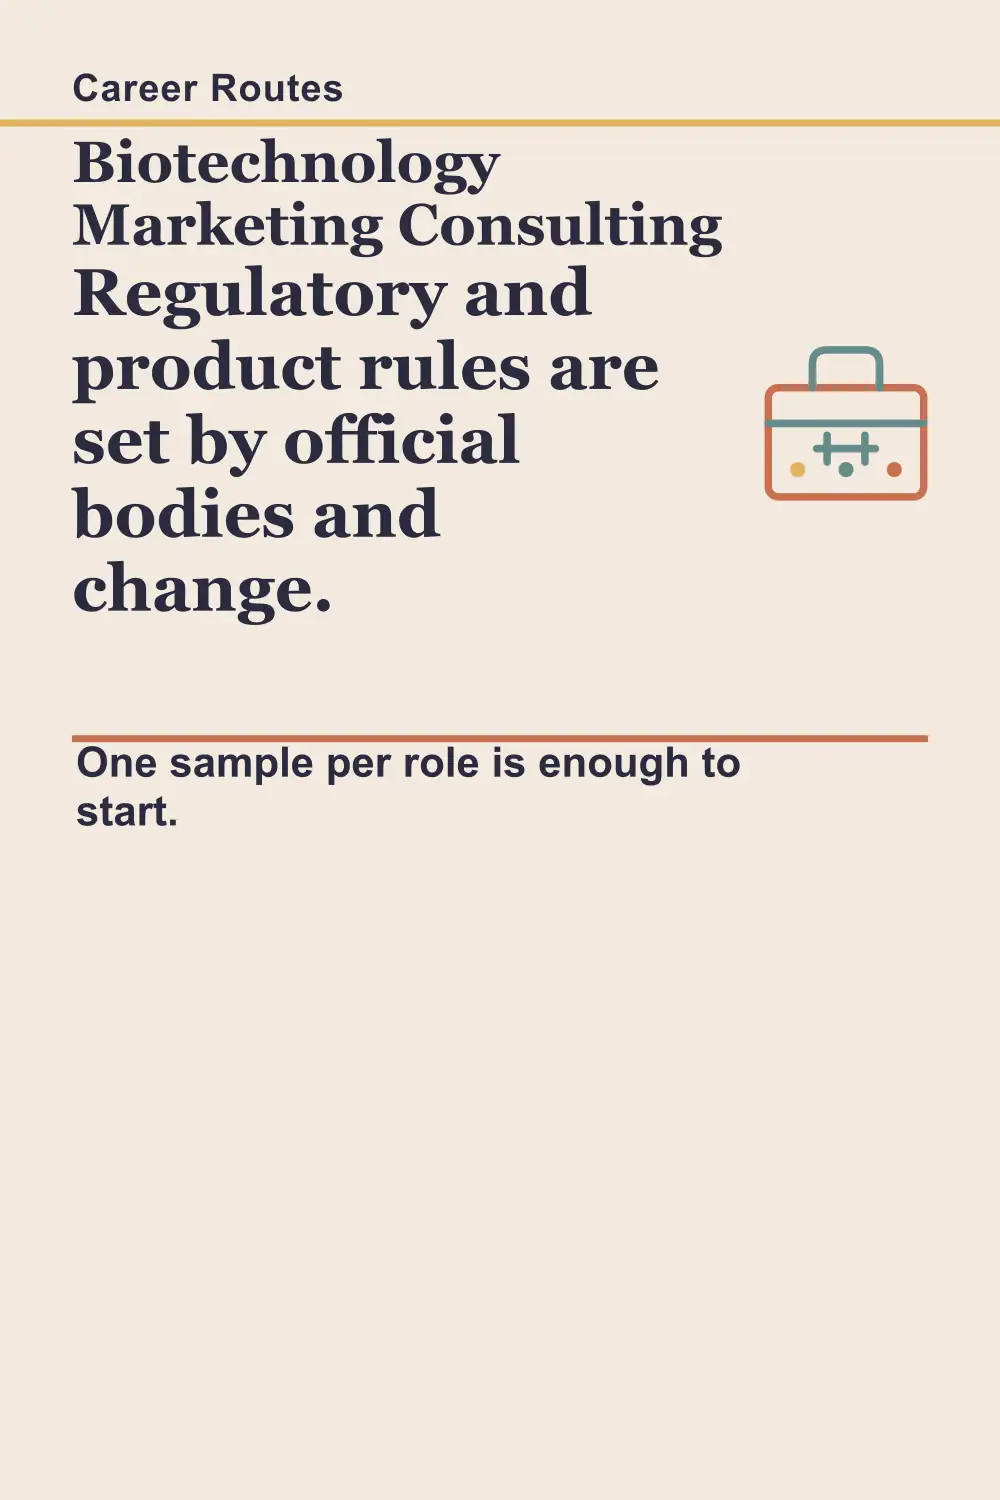 Career Routes
Biotechnology
Marketing Consulting
Regulatory and
product rules are
set by official
bodies and
change.
One sample per role is enough to
start.